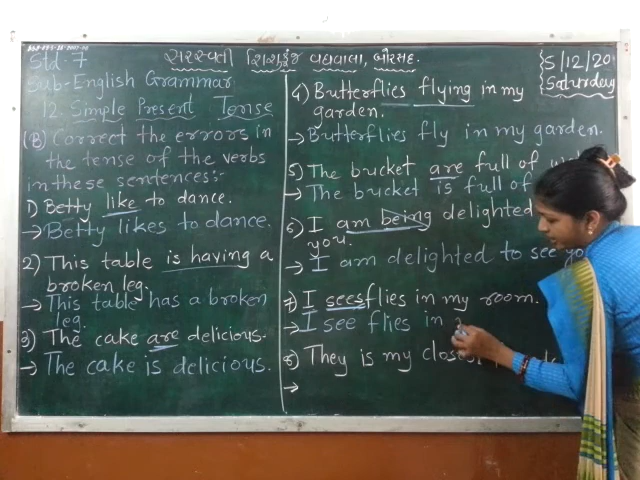 Std-7
સરસ્વતી શિશુકુંજ વઘવાલા, બોરસદ.
5/12/20
Saturday
Sub-English Grammar
12. Simple Present Tense
(B) Correct the errors in
the tense of the verbs
in these sentences:-
1) Betty like to dance.
→ Betty likes to dance.
2) This table is having a
broken leg.
→ This table has a broken
leg.
3) The cake are delicious.
→ The cake is delicious.
4) Butterflies flying in my
garden.
→ Butterflies fly in my garden.
5) The bucket are full of
→ The bucket is full of
6) I am being delighted
you.
→ I am delighted to see
7) I sees flies in my room.
→ I see flies in
8) They is my
→